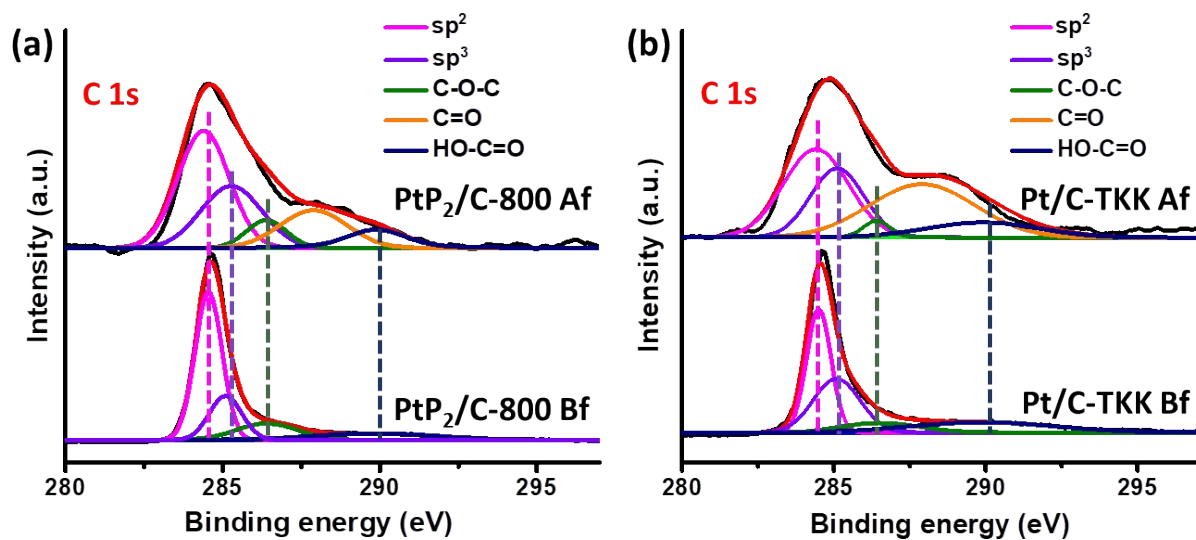 (a)
C 1s
sp²
sp³
C-O-C
C=O
HO-C=O
PtP₂/C-800 Af
PtP₂/C-800 Bf
Intensity (a.u.)
280 285 290 295
Binding energy (eV)
(b)
C 1s
sp²
sp³
C-O-C
C=O
HO-C=O
Pt/C-TKK Af
Pt/C-TKK Bf
Intensity (a.u.)
280 285 290 295
Binding energy (eV)